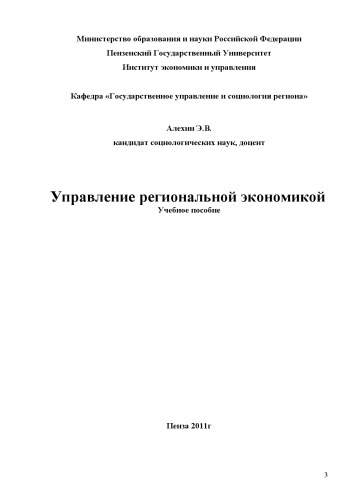 Министерство образования и науки Российской Федерации
Пензенский Государственный Университет
Институт экономики и управления
Кафедра «Государственное управление и социология региона»
Алехин Э.В.
кандидат социологических наук, доцент
Управление региональной экономикой
Учебное пособие
Пенза 2011г
3